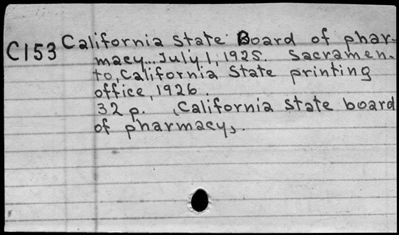 C153 California State Board of phar-
macy... July 1, 1925. Sacramen-
to, California State printing
office, 1926.
32 p. (California State board
of pharmacy.